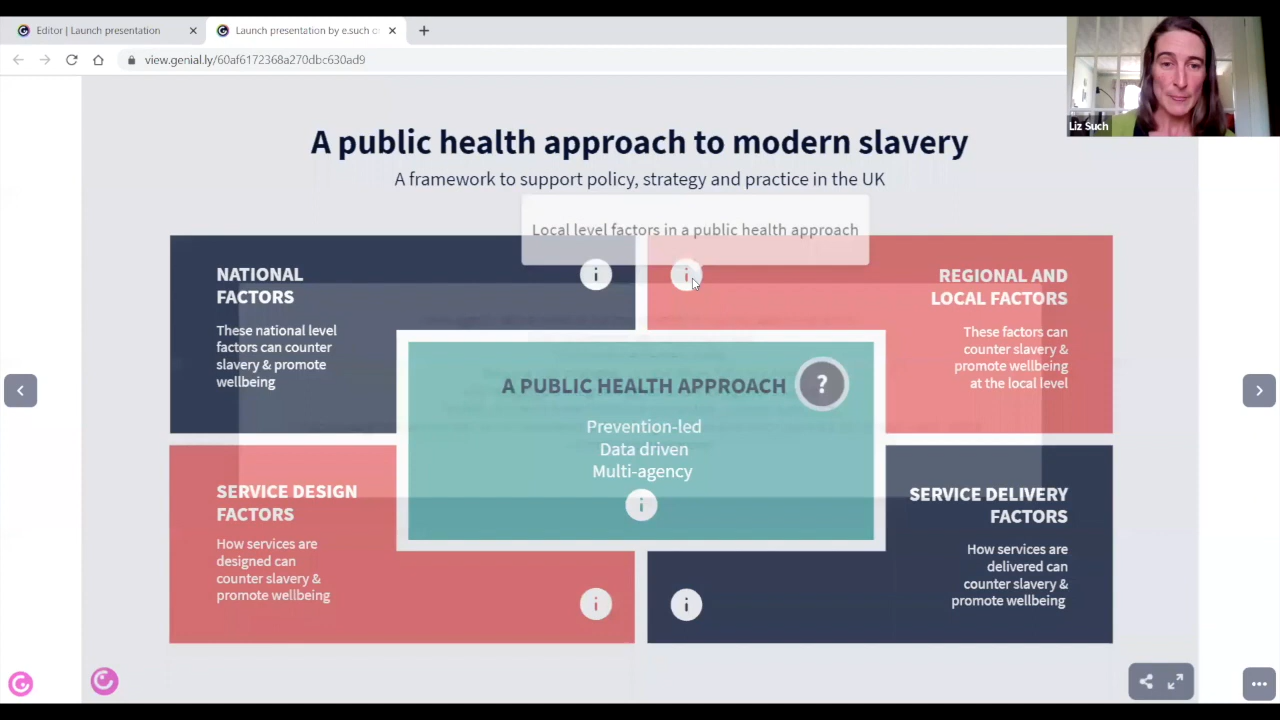 Editor | Launch presentation
Launch presentation by e.such o
view.genial.ly/60af6172368a270dbc630ad9
Liz Such
A public health approach to modern slavery
A framework to support policy, strategy and practice in the UK
Local level factors in a public health approach
NATIONAL
FACTORS
These national level
factors can counter
slavery & promote
wellbeing
REGIONAL AND
LOCAL FACTORS
These factors can
counter slavery &
promote wellbeing
at the local level
A PUBLIC HEALTH APPROACH
?
Prevention-led
Data driven
Multi-agency
SERVICE DESIGN
FACTORS
How services are
designed can
counter slavery &
promote wellbeing
SERVICE DELIVERY
FACTORS
How services are
delivered can
counter slavery &
promote wellbeing